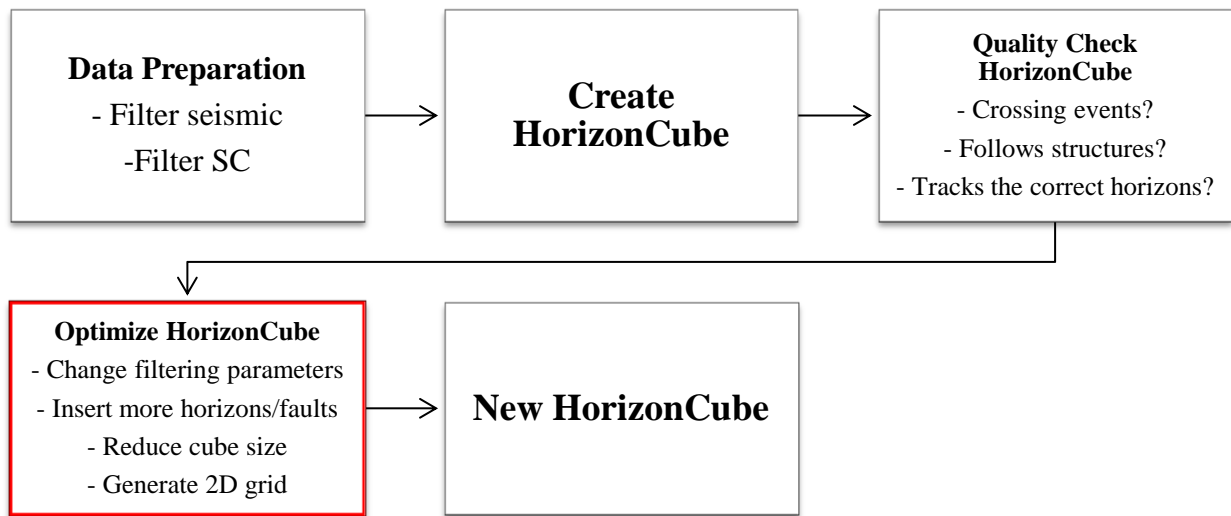 Data Preparation
- Filter seismic
-Filter SC
Create
HorizonCube
Quality Check
HorizonCube
- Crossing events?
- Follows structures?
- Tracks the correct horizons?
Optimize HorizonCube
- Change filtering parameters
- Insert more horizons/faults
- Reduce cube size
- Generate 2D grid
New HorizonCube